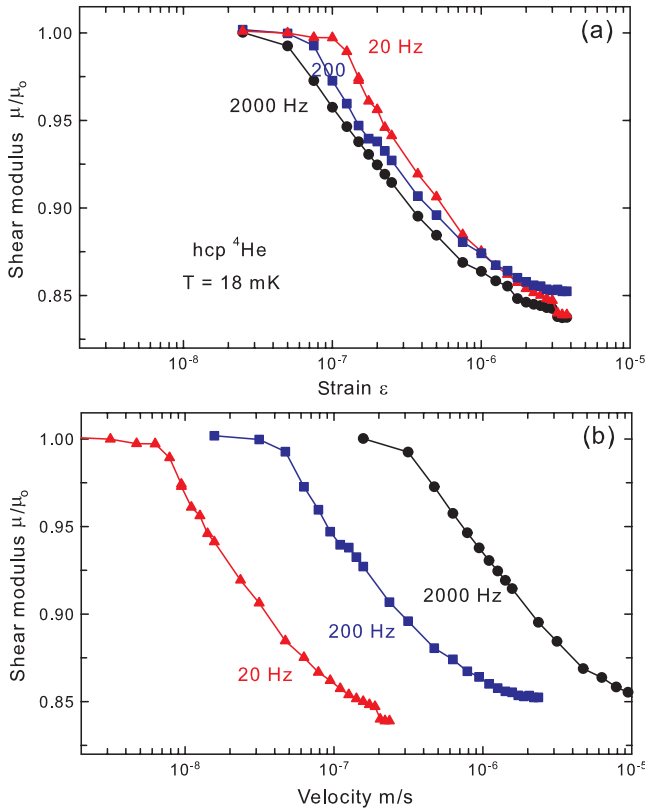 (a)
1.00
20 Hz
200
2000 Hz
0.95
Shear modulus μ/μo
0.90
hcp 4He
T = 18 mK
0.85
10-8
10-7
10-6
10-5
Strain ε
(b)
1.00
0.95
Shear modulus μ/μo
0.90
2000 Hz
200 Hz
20 Hz
0.85
10-8
10-7
10-6
10-5
Velocity m/s